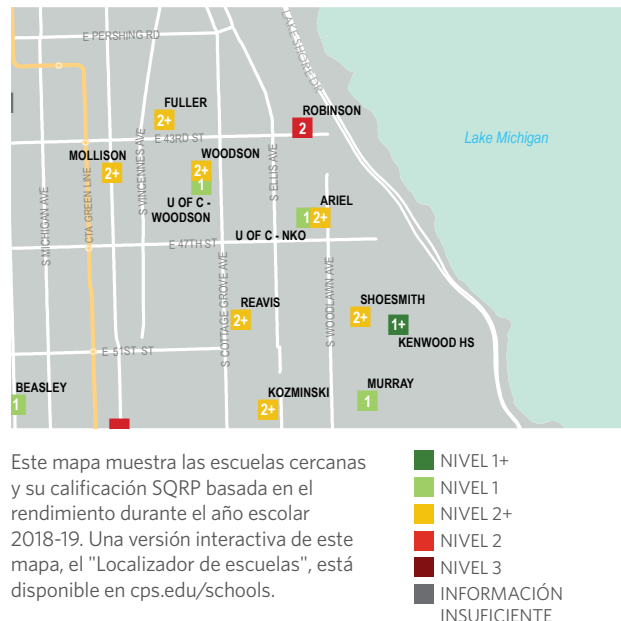 E PERSHING RD
LAKE SHORE DR
FULLER
2+
ROBINSON
2
E 43RD ST
Lake Michigan
MOLLISON
2+
WOODSON
2+
1
U OF C -
WOODSON
S VINCENNES AVE
S ELLIS AVE
S MICHIGAN AVE
CTA GREEN LINE
ARIEL
1
2+
U OF C - NKO
E 47TH ST
S COTTAGE GROVE AVE
S WOODLAWN AVE
REAVIS
2+
SHOESMITH
2+
1+
KENWOOD HS
E 51ST ST
BEASLEY
1
KOZMINSKI
2+
MURRAY
1
Este mapa muestra las escuelas cercanas
y su calificación SQRP basada en el
rendimiento durante el año escolar
2018-19. Una versión interactiva de este
mapa, el "Localizador de escuelas", está
disponible en cps.edu/schools.
NIVEL 1+
NIVEL 1
NIVEL 2+
NIVEL 2
NIVEL 3
INFORMACIÓN
INSUFICIENTE